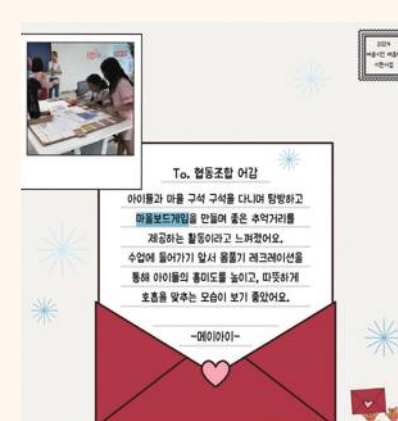 2024
To. 협동조합 어감
아이들과 마을 구석 구석을 다니며 탐방하고
마을보드게임을 만들며 좋은 추억거리를
제공하는 활동이라고 느껴졌어요.
수업에 들어가기 앞서 몸풀기 레크레이션을
통해 아이들의 흥미도를 높이고, 따뜻하게
호흡을 맞추는 모습이 보기 좋았어요.
-메이아이-